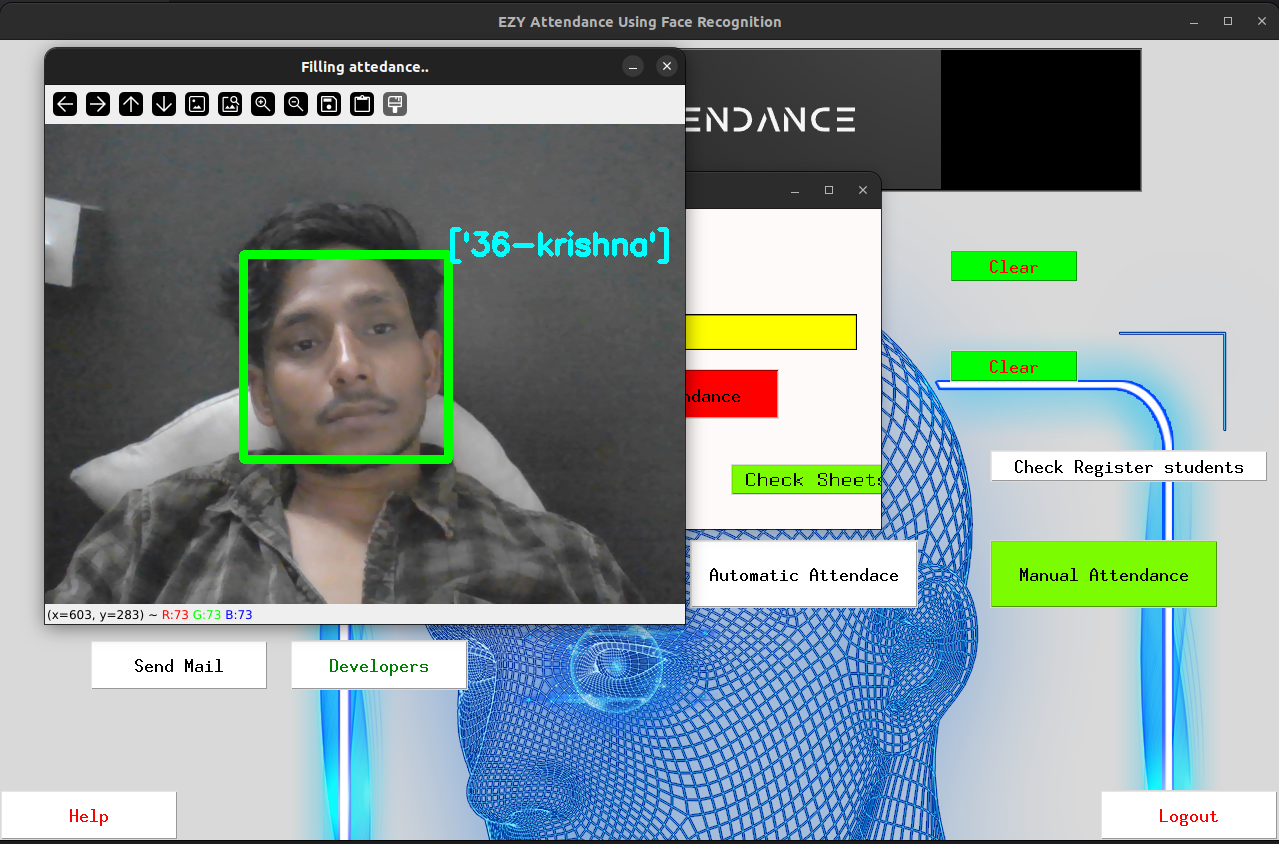 EZY Attendance Using Face Recognition
Filling attedance..
ENDANCE
['36-krishna']
Clear
Clear
ndance
Check Register students
Check Sheets
Automatic Attendace
Manual Attendance
(x=603, y=283) ~ R:73 G:73 B:73
Send Mail
Developers
Help
Logout